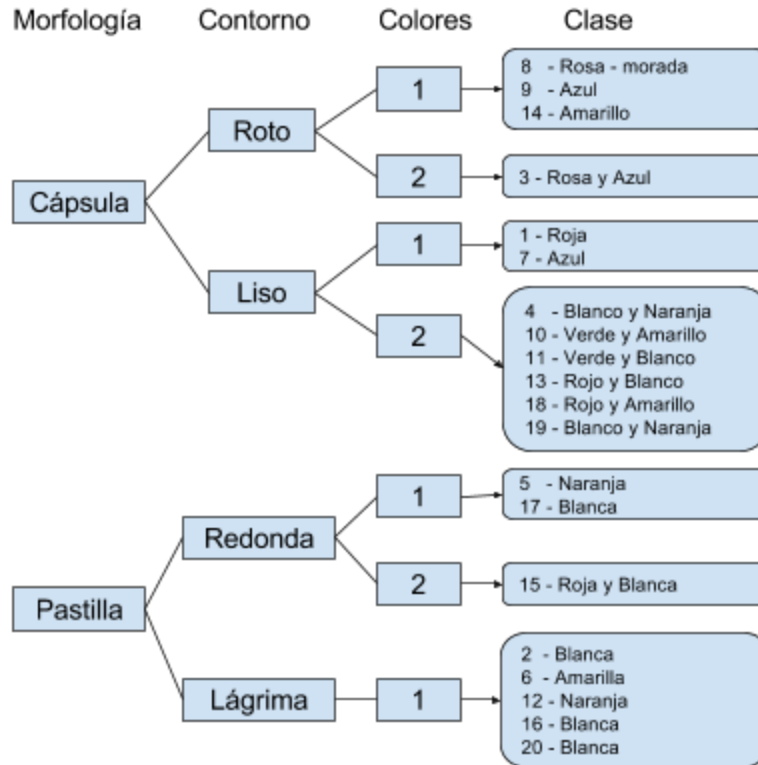 Morfología Contorno Colores Clase
Cápsula
Roto
1
8 - Rosa - morada
9 - Azul
14 - Amarillo
2
3 - Rosa y Azul
Liso
1
1 - Roja
7 - Azul
2
4 - Blanco y Naranja
10 - Verde y Amarillo
11 - Verde y Blanco
13 - Rojo y Blanco
18 - Rojo y Amarillo
19 - Blanco y Naranja
Pastilla
Redonda
1
5 - Naranja
17 - Blanca
2
15 - Roja y Blanca
Lágrima
1
2 - Blanca
6 - Amarilla
12 - Naranja
16 - Blanca
20 - Blanca